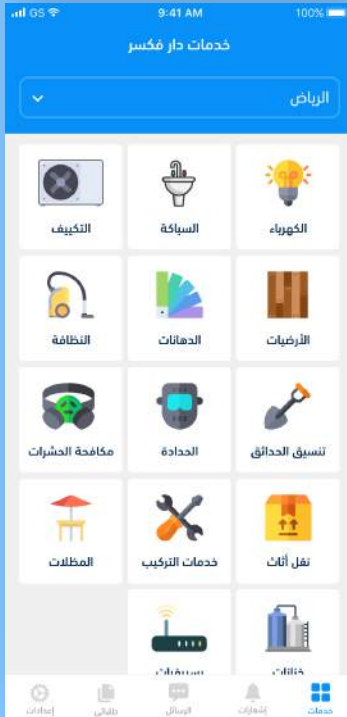 GS 9:41 AM 100%
خدمات دار فكسر
الرياض
الكهرباء
السباكة
التكييف
الأرضيات
الدهانات
النظافة
تنسيق الحدائق
الحدادة
مكافحة الحشرات
نقل أثاث
خدمات التركيب
المظلات
خزانات
خدمات
إشعارات
الرسائل
طلباتي
إعدادات